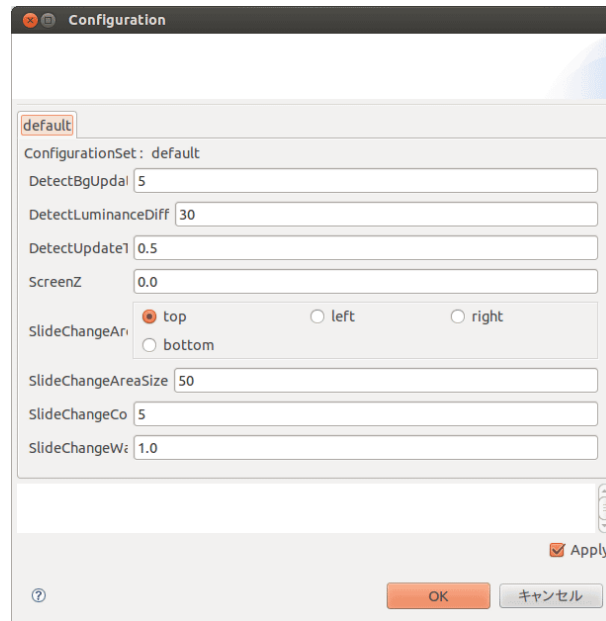 Configuration
default
ConfigurationSet: default
DetectBgUpdat 5
DetectLuminanceDiff 30
DetectUpdateT 0.5
ScreenZ 0.0
SlideChangeAre
top left right
bottom
SlideChangeAreaSize 50
SlideChangeCo 5
SlideChangeWa 1.0
Apply
? OK キャンセル